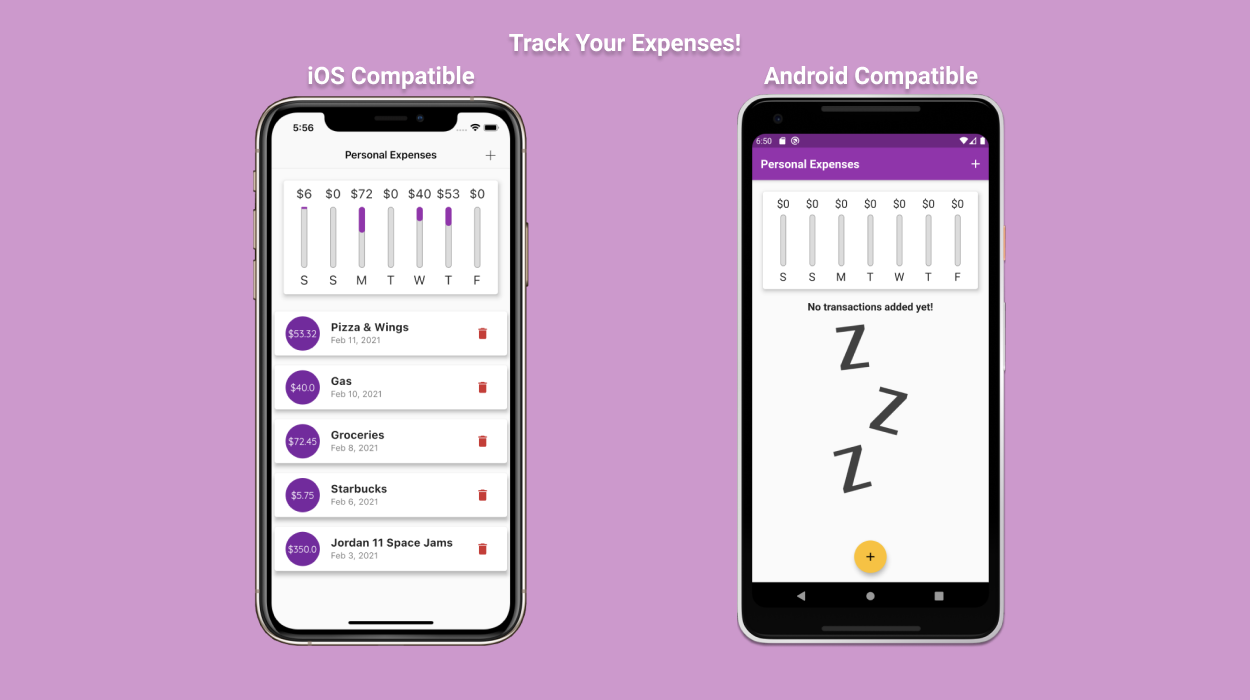 Track Your Expenses!
iOS Compatible
5:56
Personal Expenses
+
$6 $0 $72 $0 $40 $53 $0
S S M T W T F
$53.32 Pizza & Wings
Feb 11, 2021
$40.0 Gas
Feb 10, 2021
$72.45 Groceries
Feb 8, 2021
$5.75 Starbucks
Feb 6, 2021
$350.0 Jordan 11 Space Jams
Feb 3, 2021
Android Compatible
6:50
Personal Expenses
+
$0 $0 $0 $0 $0 $0 $0
S S M T W T F
No transactions added yet!
Z
Z
Z
+